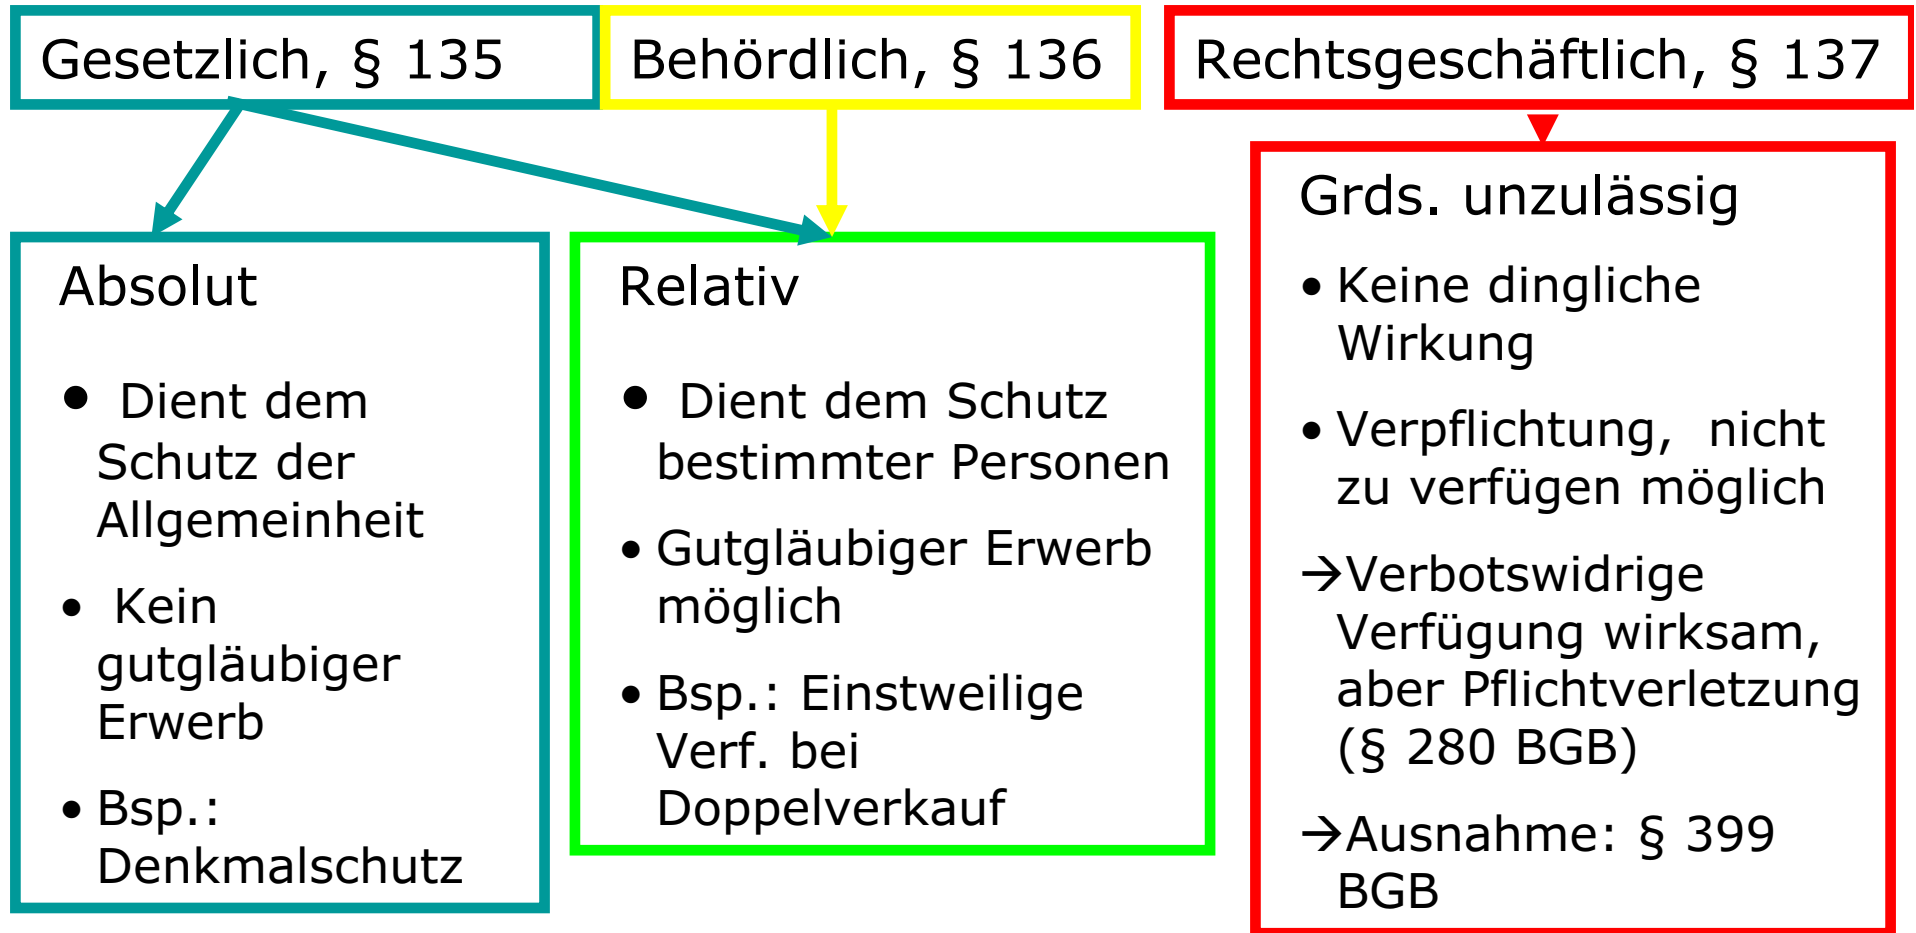 Gesetzlich, § 135
Behördlich, § 136
Rechtsgeschäftlich, § 137
Absolut
• Dient dem
Schutz der
Allgemeinheit
• Kein
gutgläubiger
Erwerb
• Bsp.:
Denkmalschutz
Relativ
• Dient dem Schutz
bestimmter Personen
• Gutgläubiger Erwerb
möglich
• Bsp.: Einstweilige
Verf. bei
Doppelverkauf
Grds. unzulässig
• Keine dingliche
Wirkung
• Verpflichtung, nicht
zu verfügen möglich
→Verbotswidrige
Verfügung wirksam,
aber Pflichtverletzung
(§ 280 BGB)
→Ausnahme: § 399
BGB